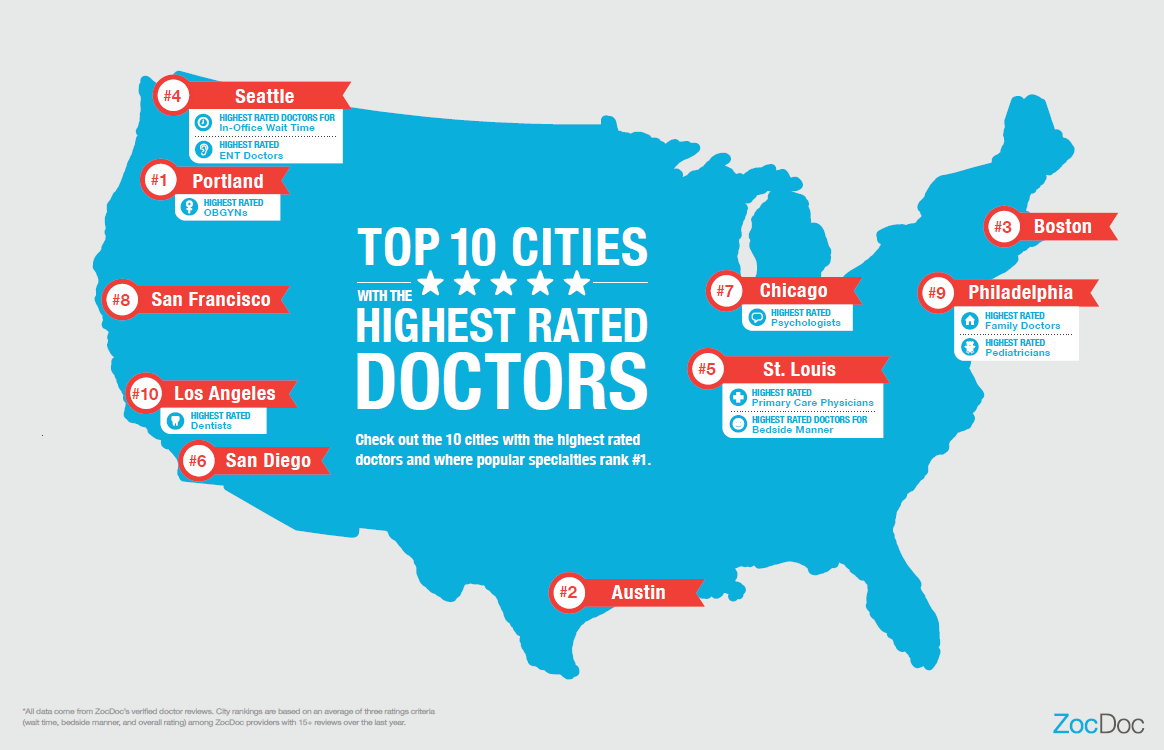 #4 Seattle
HIGHEST RATED DOCTORS FOR
In-Office Wait Time
HIGHEST RATED
ENT Doctors
#1 Portland
HIGHEST RATED
OBGYNs
#8 San Francisco
#10 Los Angeles
HIGHEST RATED
Dentists
#6 San Diego
TOP 10 CITIES
WITH THE
HIGHEST RATED
DOCTORS
Check out the 10 cities with the highest rated
doctors and where popular specialties rank #1.
#3 Boston
#7 Chicago
HIGHEST RATED
Psychologists
#9 Philadelphia
HIGHEST RATED
Family Doctors
HIGHEST RATED
Pediatricians
#5 St. Louis
HIGHEST RATED
Primary Care Physicians
HIGHEST RATED DOCTORS FOR
Bedside Manner
#2 Austin
*All data come from ZocDoc's verified doctor reviews. City rankings are based on an average of three ratings criteria
(wait time, bedside manner, and overall rating) among ZocDoc providers with 15+ reviews over the last year.
ZocDoc